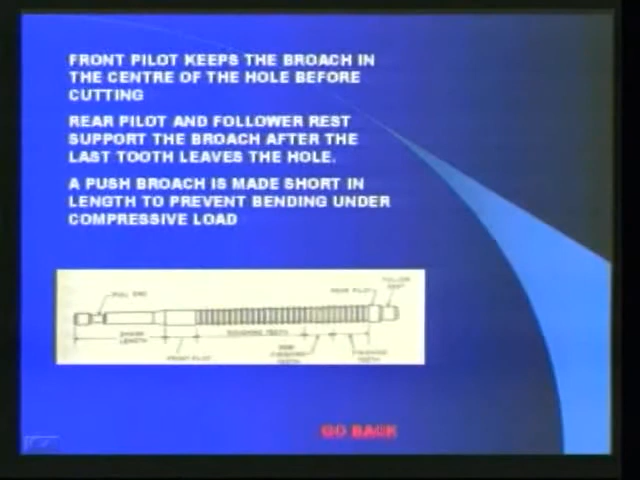 FRONT PILOT KEEPS THE BROACH IN
THE CENTRE OF THE HOLE BEFORE
CUTTING
REAR PILOT AND FOLLOWER REST
SUPPORT THE BROACH AFTER THE
LAST TOOTH LEAVES THE HOLE.
A PUSH BROACH IS MADE SHORT IN
LENGTH TO PREVENT BENDING UNDER
COMPRESSIVE LOAD
PULL END
REAR PILOT
SHANK
LENGTH
FRONT PILOT
ROUGHING TEETH
FINISHING
TEETH
FINISHING
TEETH
GO BACK